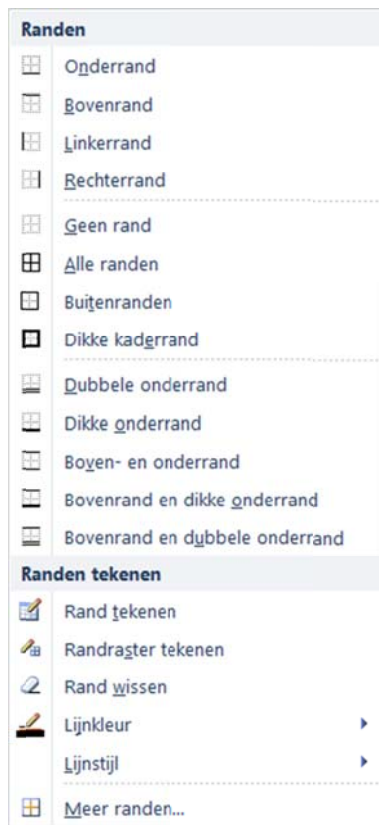 Randen
Onderrand
Bovenrand
Linkerrand
Rechterrand
Geen rand
Alle randen
Buitenranden
Dikke kaderrand
Dubbele onderrand
Dikke onderrand
Boven- en onderrand
Bovenrand en dikke onderrand
Bovenrand en dubbele onderrand
Randen tekenen
Rand tekenen
Randraster tekenen
Rand wissen
Lijnkleur
Lijnstijl
Meer randen...